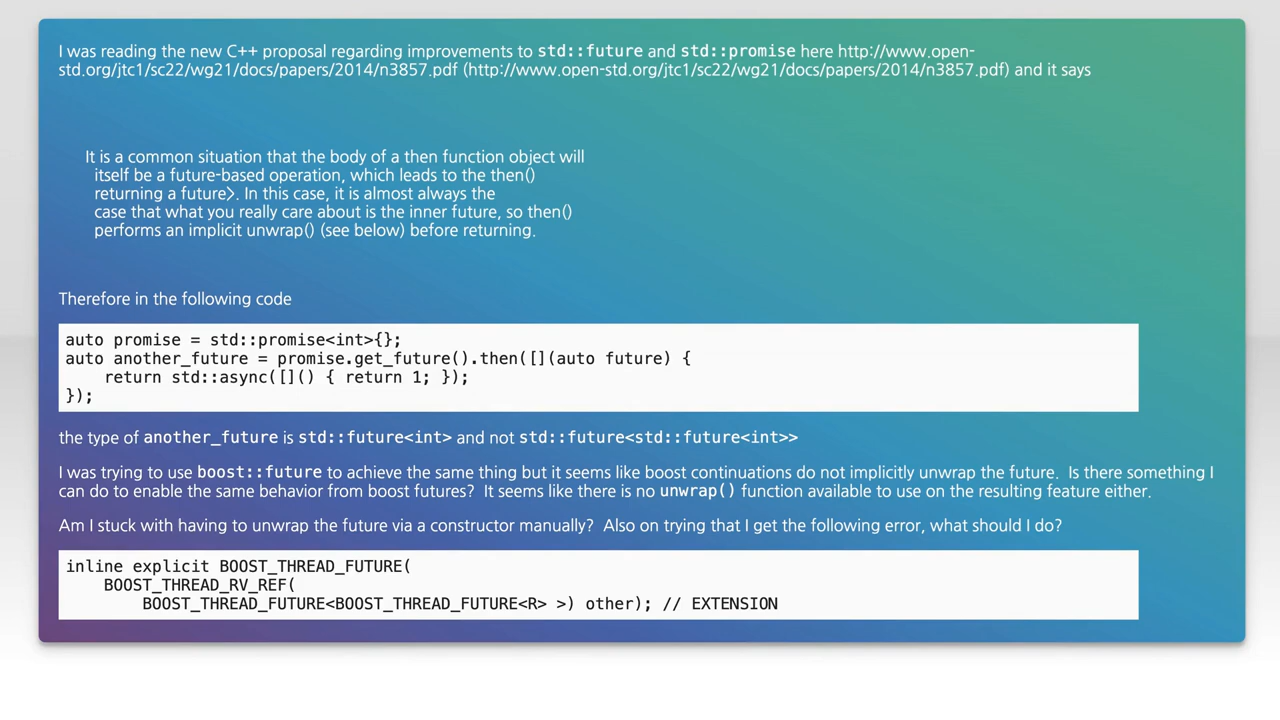 I was reading the new C++ proposal regarding improvements to std::future and std::promise here http://www.open-
std.org/jtc1/sc22/wg21/docs/papers/2014/n3857.pdf (http://www.open-std.org/jtc1/sc22/wg21/docs/papers/2014/n3857.pdf) and it says
It is a common situation that the body of a then function object will
itself be a future-based operation, which leads to the then()
returning a future>. In this case, it is almost always the
case that what you really care about is the inner future, so then()
performs an implicit unwrap() (see below) before returning.
Therefore in the following code
auto promise = std::promise<int>{};
auto another_future = promise.get_future().then([](auto future) {
    return std::async([]() { return 1; });
});
the type of another_future is std::future<int> and not std::future<std::future<int>>
I was trying to use boost::future to achieve the same thing but it seems like boost continuations do not implicitly unwrap the future.  Is there something I
can do to enable the same behavior from boost futures?  It seems like there is no unwrap() function available to use on the resulting feature either.
Am I stuck with having to unwrap the future via a constructor manually?  Also on trying that I get the following error, what should I do?
inline explicit BOOST_THREAD_FUTURE(
    BOOST_THREAD_RV_REF(
        BOOST_THREAD_FUTURE<BOOST_THREAD_FUTURE<R> >) other); // EXTENSION